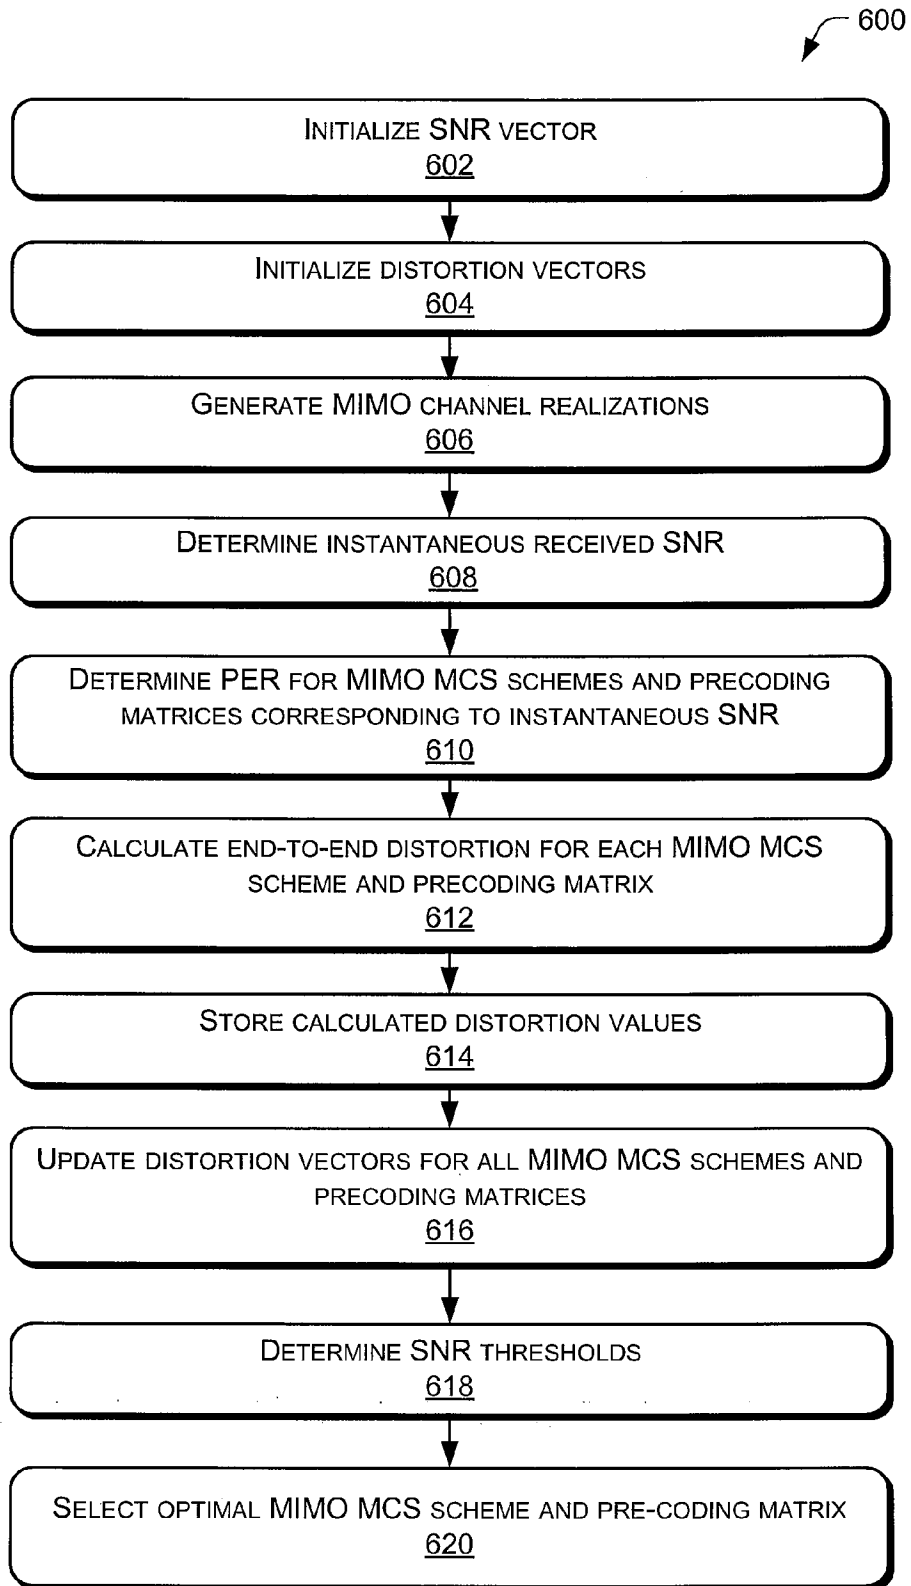 600
INITIALIZE SNR VECTOR
602
INITIALIZE DISTORTION VECTORS
604
GENERATE MIMO CHANNEL REALIZATIONS
606
DETERMINE INSTANTANEOUS RECEIVED SNR
608
DETERMINE PER FOR MIMO MCS SCHEMES AND PRECODING
MATRICES CORRESPONDING TO INSTANTANEOUS SNR
610
CALCULATE END-TO-END DISTORTION FOR EACH MIMO MCS
SCHEME AND PRECODING MATRIX
612
STORE CALCULATED DISTORTION VALUES
614
UPDATE DISTORTION VECTORS FOR ALL MIMO MCS SCHEMES AND
PRECODING MATRICES
616
DETERMINE SNR THRESHOLDS
618
SELECT OPTIMAL MIMO MCS SCHEME AND PRE-CODING MATRIX
620